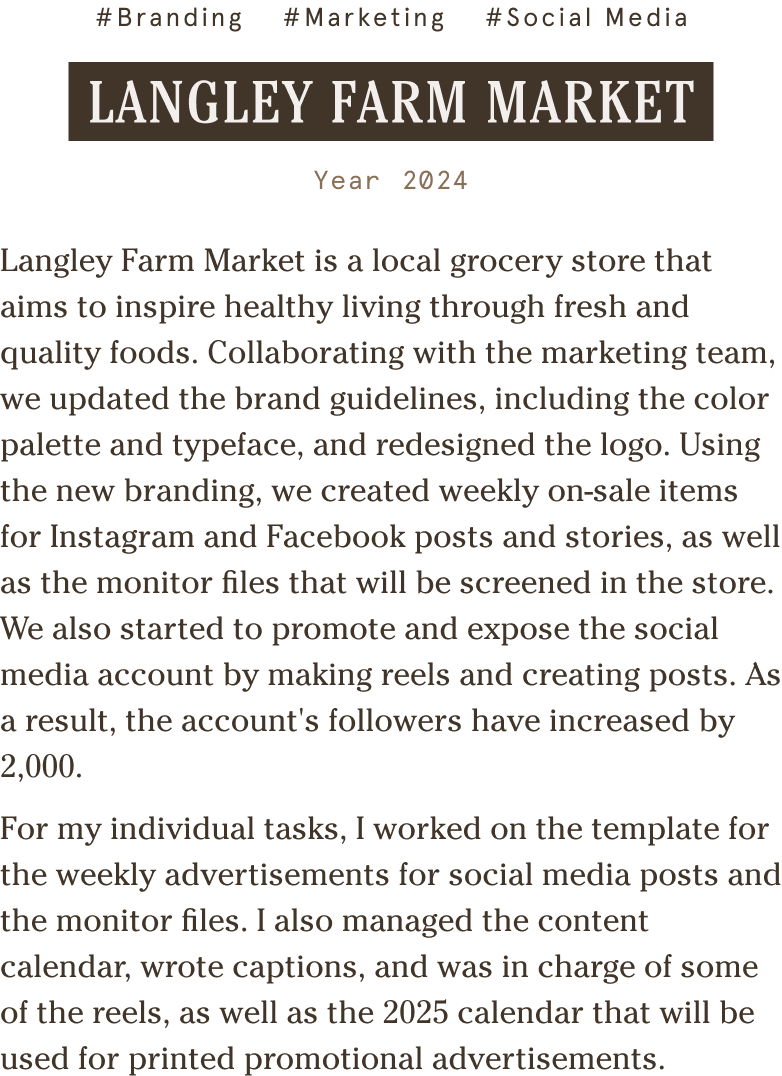 #Branding #Marketing #Social Media
LANGLEY FARM MARKET
Year 2024
Langley Farm Market is a local grocery store that
aims to inspire healthy living through fresh and
quality foods. Collaborating with the marketing team,
we updated the brand guidelines, including the color
palette and typeface, and redesigned the logo. Using
the new branding, we created weekly on-sale items
for Instagram and Facebook posts and stories, as well
as the monitor files that will be screened in the store.
We also started to promote and expose the social
media account by making reels and creating posts. As
a result, the account's followers have increased by
2,000.
For my individual tasks, I worked on the template for
the weekly advertisements for social media posts and
the monitor files. I also managed the content
calendar, wrote captions, and was in charge of some
of the reels, as well as the 2025 calendar that will be
used for printed promotional advertisements.